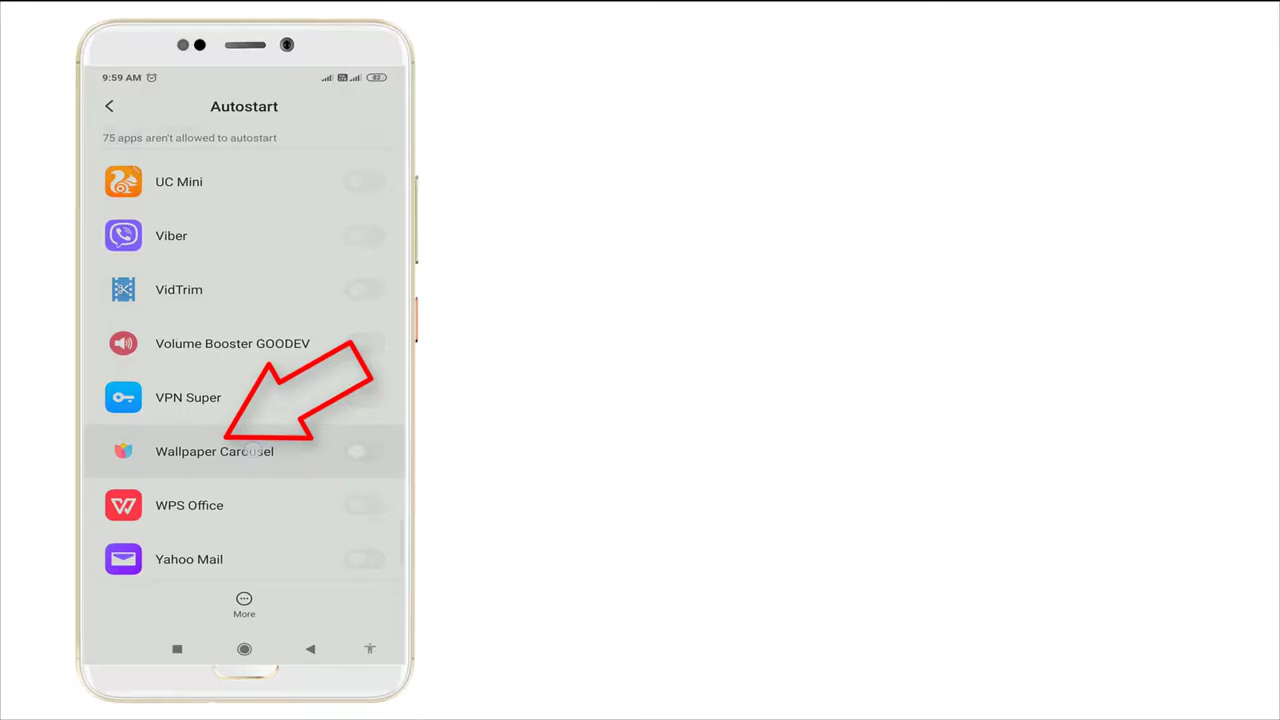 9:59 AM
82
Autostart
75 apps aren't allowed to autostart
UC Mini
Viber
VidTrim
Volume Booster GOODEV
VPN Super
Wallpaper Carousel
WPS Office
Yahoo Mail
More